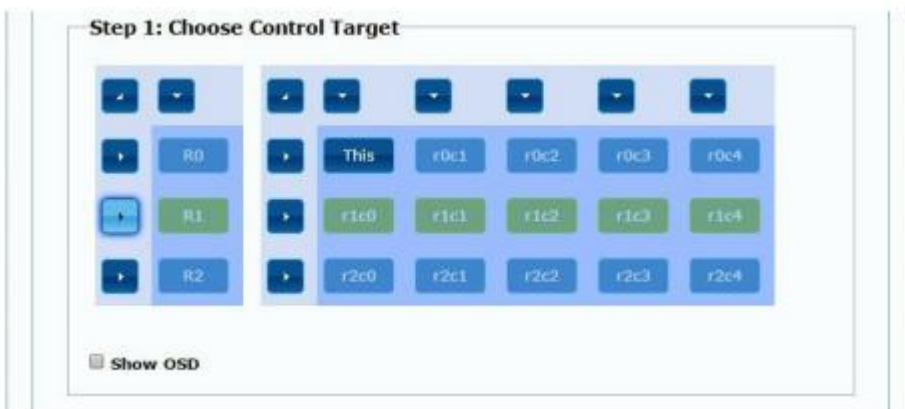 Step 1: Choose Control Target
R0 This r0c1 r0c2 r0c3 r0c4
R1 r1c0 r1c1 r1c2 r1c3 r1c4
R2 r2c0 r2c1 r2c2 r2c3 r2c4
Show OSD